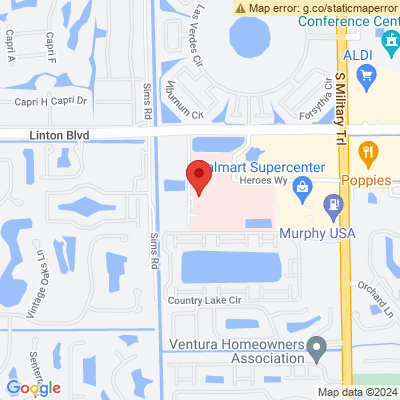 Map error: g.co/staticmaperror
Las Verdes Cir
Conference Cent
Capri A
Capri F
ALDI
Viburnum Cir
Forsythia Cir
S Military Trl
Capri H
Capri Dr
Sims Rd
Linton Blvd
Walmart Supercenter
Heroes Wy
Poppies
Murphy USA
Sims Rd
Vintage Oaks Ln
Country Lake Cir
Orchard Ln
Ventura Homeowners
Association
Google
Map data ©2024